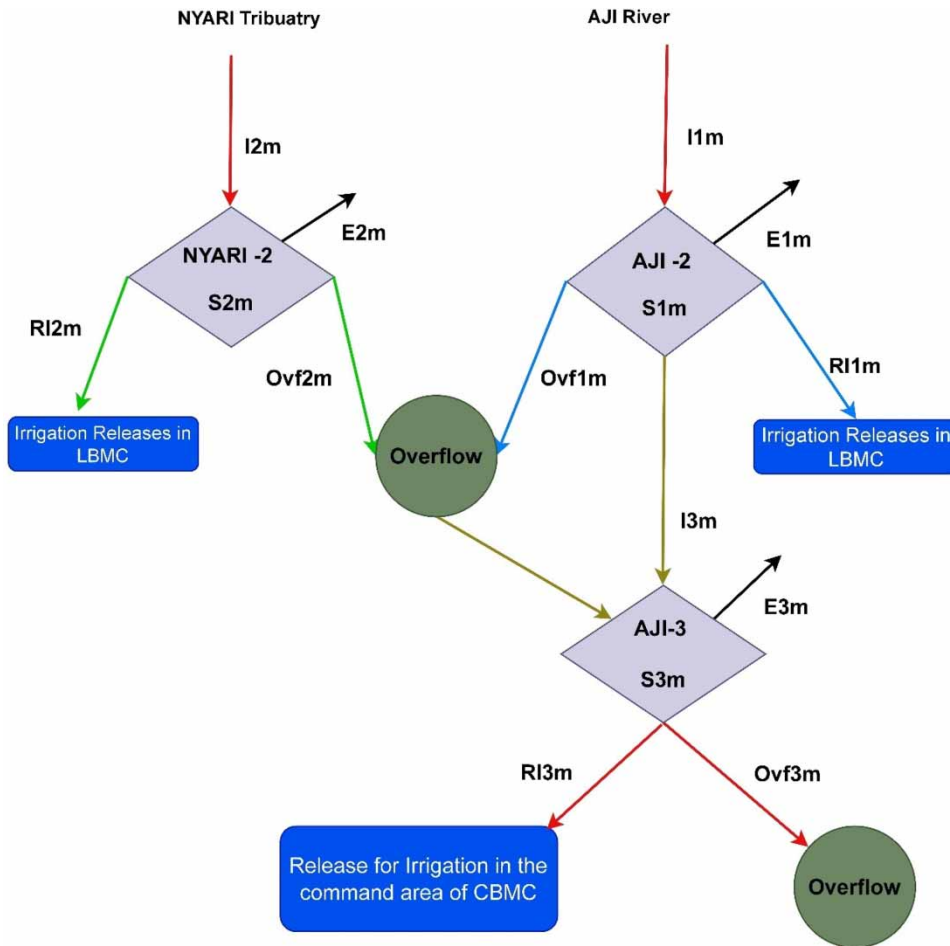 NYARI Tribuatry
AJI River
I2m
I1m
E2m
E1m
NYARI -2
S2m
AJI -2
S1m
RI2m
Ovf2m
Ovf1m
RI1m
Irrigation Releases in
LBMC
Overflow
Irrigation Releases in
LBMC
I3m
E3m
AJI-3
S3m
RI3m
Ovf3m
Release for Irrigation in the
command area of CBMC
Overflow